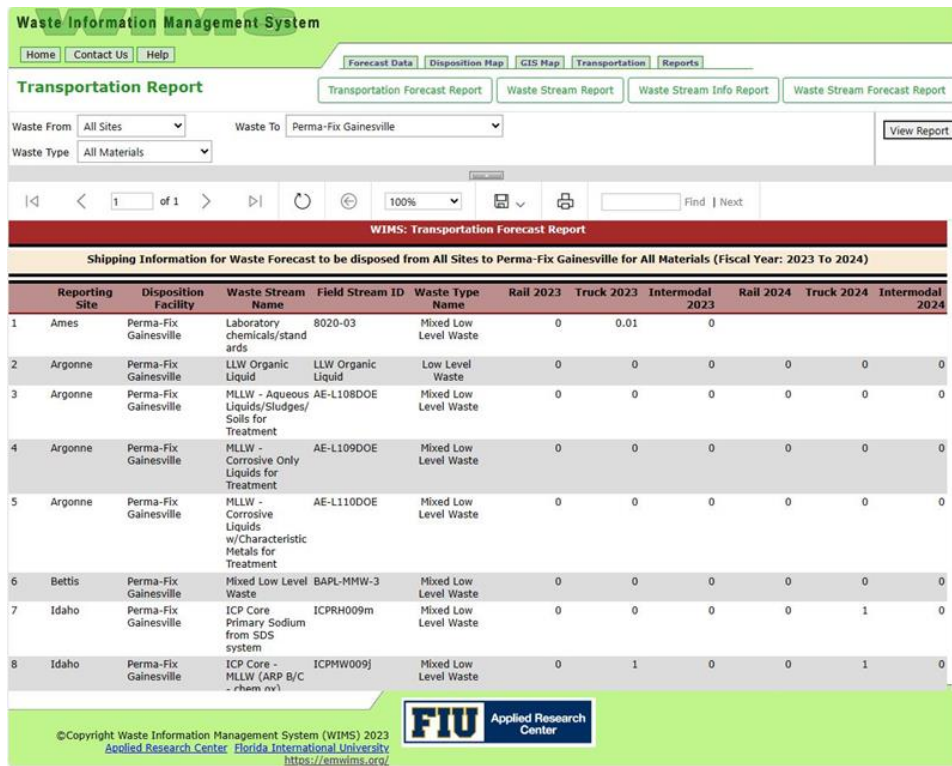 WIMS
Waste Information Management System
Home Contact Us Help
Forecast Data Disposition Map GIS Map Transportation Reports
Transportation Report
Transportation Forecast Report Waste Stream Report Waste Stream Info Report Waste Stream Forecast Report
Waste From All Sites Waste To Perma-Fix Gainesville
View Report
Waste Type All Materials
1 of 1 100% Find | Next
WIMS: Transportation Forecast Report
Shipping Information for Waste Forecast to be disposed from All Sites to Perma-Fix Gainesville for All Materials (Fiscal Year: 2023 To 2024)
Reporting Disposition Waste Stream Field Stream ID Waste Type Rail 2023 Truck 2023 Intermodal Rail 2024 Truck 2024 Intermodal
Site Facility Name Name 2023 2024
1 Ames Perma-Fix Laboratory 8020-03 Mixed Low 0 0.01 0
Gainesville chemicals/stand Level Waste
ards
2 Argonne Perma-Fix LLW Organic LLW Organic Low Level 0 0 0 0 0 0
Gainesville Liquid Liquid Waste
3 Argonne Perma-Fix MLLW - Aqueous AE-L108DOE Mixed Low 0 0 0 0 0 0
Gainesville Liquids/Sludges/ Level Waste
Soils for
Treatment
4 Argonne Perma-Fix MLLW - AE-L109DOE Mixed Low 0 0 0 0 0 0
Gainesville Corrosive Only Level Waste
Liquids for
Treatment
5 Argonne Perma-Fix MLLW - AE-L110DOE Mixed Low 0 0 0 0 0 0
Gainesville Corrosive Level Waste
Liquids
w/Characteristic
Metals for
Treatment
6 Bettis Perma-Fix Mixed Low Level BAPL-MMW-3 Mixed Low 0 0 0 0 0 0
Gainesville Waste Level Waste
7 Idaho Perma-Fix ICP Core ICPRH009m Mixed Low 0 0 0 0 1 0
Gainesville Primary Sodium Level Waste
from SDS
system
8 Idaho Perma-Fix ICP Core - ICPMW009j Mixed Low 0 1 0 0 1 0
Gainesville MLLW (ARP B/C Level Waste
- chem ox)
FIU Applied Research
Center
©Copyright Waste Information Management System (WIMS) 2023
Applied Research Center Florida International University
https://emwims.org/